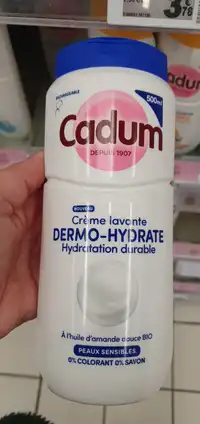 RECHARGEABLE
500ml
Cadum
DEPUIS 1907
NOUVEAU
Crème lavante
DERMO-HYDRATE
Hydratation durable
À l'huile d'amande douce BIO
PEAUX SENSIBLES
0% COLORANT 0% SAVON